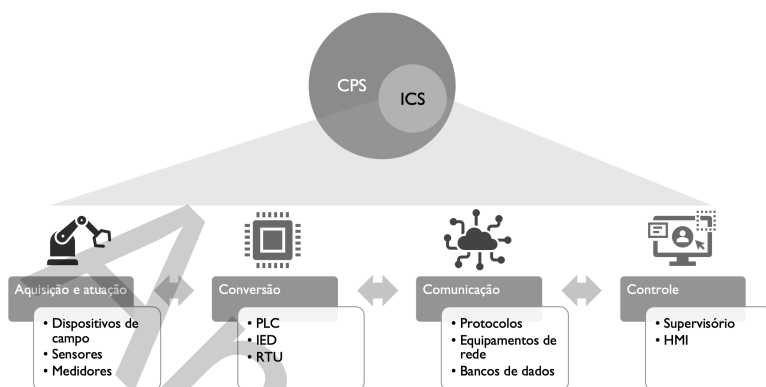 CPS
ICS
Aquisição e atuação
• Dispositivos de
campo
• Sensores
• Medidores
Conversão
• PLC
• IED
• RTU
Comunicação
• Protocolos
• Equipamentos de
rede
• Bancos de dados
Controle
• Supervisório
• HMI